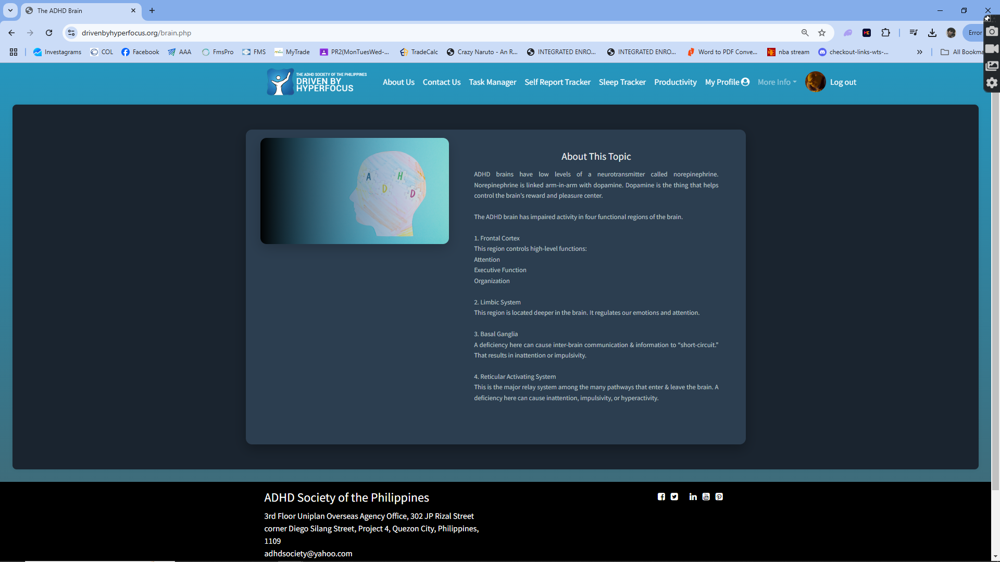 The ADHD Brain
drivenbyhyperfocus.org/brain.php
Error
Investagrams
COL
Facebook
AAA
FmsPro
FMS
MyTrade
PR2(MonTuesWed-...
TradeCalc
Crazy Naruto - An R...
INTEGRATED ENRO...
INTEGRATED ENRO...
Word to PDF Conve...
nba stream
checkout-links-wts-...
All Bookma
THE ADHD SOCIETY OF THE PHILIPPINES
DRIVEN BY
HYPERFOCUS
About Us
Contact Us
Task Manager
Self Report Tracker
Sleep Tracker
Productivity
My Profile
More Info
Log out
A H
D D
About This Topic
ADHD brains have low levels of a neurotransmitter called norepinephrine.
Norepinephrine is linked arm-in-arm with dopamine. Dopamine is the thing that helps
control the brain’s reward and pleasure center.
The ADHD brain has impaired activity in four functional regions of the brain.
1. Frontal Cortex
This region controls high-level functions:
Attention
Executive Function
Organization
2. Limbic System
This region is located deeper in the brain. It regulates our emotions and attention.
3. Basal Ganglia
A deficiency here can cause inter-brain communication & information to “short-circuit.”
That results in inattention or impulsivity.
4. Reticular Activating System
This is the major relay system among the many pathways that enter & leave the brain. A
deficiency here can cause inattention, impulsivity, or hyperactivity.
ADHD Society of the Philippines
3rd Floor Uniplan Overseas Agency Office, 302 JP Rizal Street
corner Diego Silang Street, Project 4, Quezon City, Philippines,
1109
adhdsociety@yahoo.com